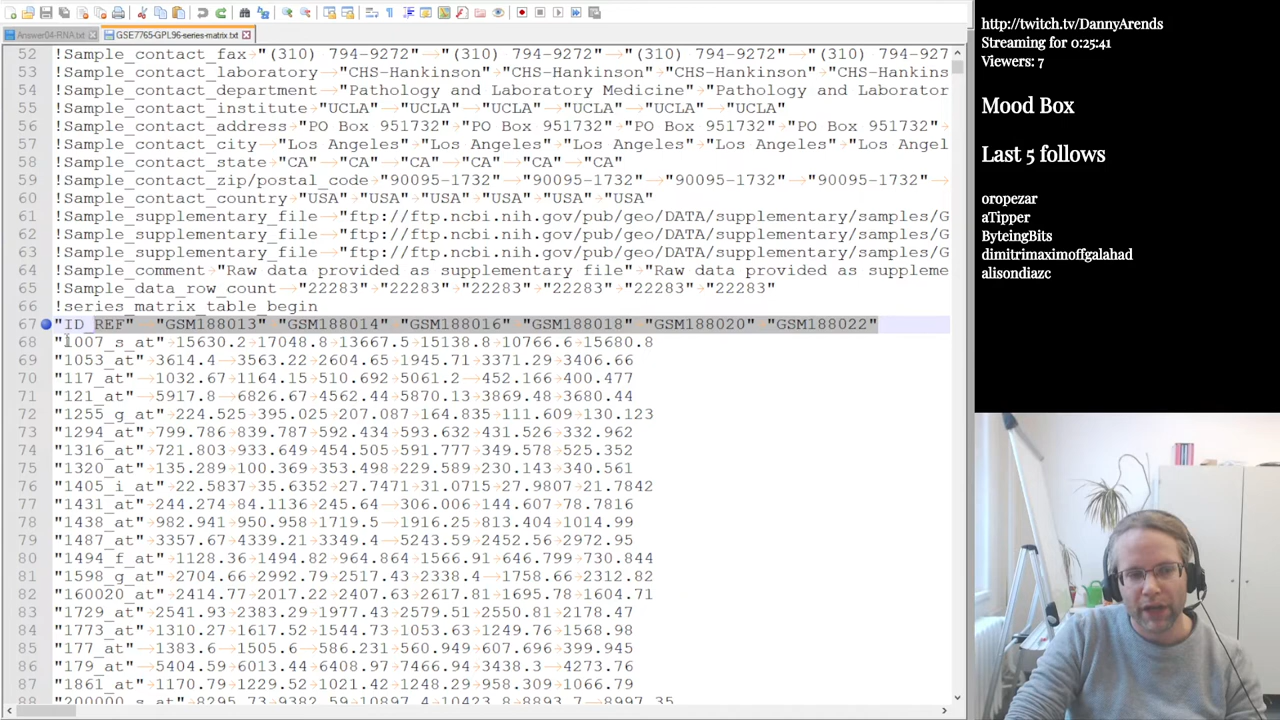 Answer04-RNA.txt
GSE7765-GPL96-series-matrix.txt
52 !Sample_contact_fax→"(310) 794-9272"→"(310) 794-9272"→"(310) 794-9272"→"(310) 794-9272"→
53 !Sample_contact_laboratory→"CHS-Hankinson"→"CHS-Hankinson"→"CHS-Hankinson"→"CHS-Hankins
54 !Sample_contact_department→"Pathology and Laboratory Medicine"→"Pathology and Laborator
55 !Sample_contact_institute→"UCLA"→"UCLA"→"UCLA"→"UCLA"→"UCLA"→"UCLA"
56 !Sample_contact_address→"PO Box 951732"→"PO Box 951732"→"PO Box 951732"→"PO Box 951732"→
57 !Sample_contact_city→"Los Angeles"→"Los Angeles"→"Los Angeles"→"Los Angeles"→"Los Angel
58 !Sample_contact_state→"CA"→"CA"→"CA"→"CA"→"CA"→"CA"
59 !Sample_contact_zip/postal_code→"90095-1732"→"90095-1732"→"90095-1732"→"90095-1732"→
60 !Sample_contact_country→"USA"→"USA"→"USA"→"USA"→"USA"→"USA"
61 !Sample_supplementary_file→"ftp://ftp.ncbi.nih.gov/pub/geo/DATA/supplementary/samples/G
62 !Sample_supplementary_file→"ftp://ftp.ncbi.nih.gov/pub/geo/DATA/supplementary/samples/G
63 !Sample_supplementary_file→"ftp://ftp.ncbi.nih.gov/pub/geo/DATA/supplementary/samples/G
64 !Sample_comment→"Raw data provided as supplementary file"→"Raw data provided as suppleme
65 !Sample_data_row_count→"22283"→"22283"→"22283"→"22283"→"22283"→"22283"
66 !series_matrix_table_begin
67 "ID_REF"→"GSM188013"→"GSM188014"→"GSM188016"→"GSM188018"→"GSM188020"→"GSM188022"
68 "1007_s_at"→15630.2→17048.8→13667.5→15138.8→10766.6→15680.8
69 "1053_at"→3614.4→3563.22→2604.65→1945.71→3371.29→3406.66
70 "117_at"→1032.67→1164.15→510.692→5061.2→452.166→400.477
71 "121_at"→5917.8→6826.67→4562.44→5870.13→3869.48→3680.44
72 "1255_g_at"→224.525→395.025→207.087→164.835→111.609→130.123
73 "1294_at"→799.786→839.787→592.434→593.632→431.526→332.962
74 "1316_at"→721.803→933.649→454.505→591.777→349.578→525.352
75 "1320_at"→135.289→100.369→353.498→229.589→230.143→340.561
76 "1405_i_at"→22.5837→35.6352→27.7471→31.0715→27.9807→21.7842
77 "1431_at"→244.274→84.1136→245.64→306.006→144.607→78.7816
78 "1438_at"→982.941→950.958→1719.5→1916.25→813.404→1014.99
79 "1487_at"→3357.67→4339.21→3349.4→5243.59→2452.56→2972.95
80 "1494_f_at"→1128.36→1494.82→964.864→1566.91→646.799→730.844
81 "1598_g_at"→2704.66→2992.79→2517.43→2338.4→1758.66→2312.82
82 "160020_at"→2414.77→2017.22→2407.63→2617.81→1695.78→1604.71
83 "1729_at"→2541.93→2383.29→1977.43→2579.51→2550.81→2178.47
84 "1773_at"→1310.27→1617.52→1544.73→1053.63→1249.76→1568.98
85 "177_at"→1383.6→1505.6→586.231→560.949→607.696→399.945
86 "179_at"→5404.59→6013.44→6408.97→7466.94→3438.3→4273.76
87 "1861_at"→1170.79→1229.52→1021.42→1248.29→958.309→1066.79
88 "200000_s_at"→8295.73→9382.59→10897.4→10423.8→8893.7→8997.35
http://twitch.tv/DannyArends
Streaming for 0:25:41
Viewers: 7
Mood Box
Last 5 follows
oropezar
aTipper
ByteingBits
dimitrimaximoffgalahad
alisondiazc